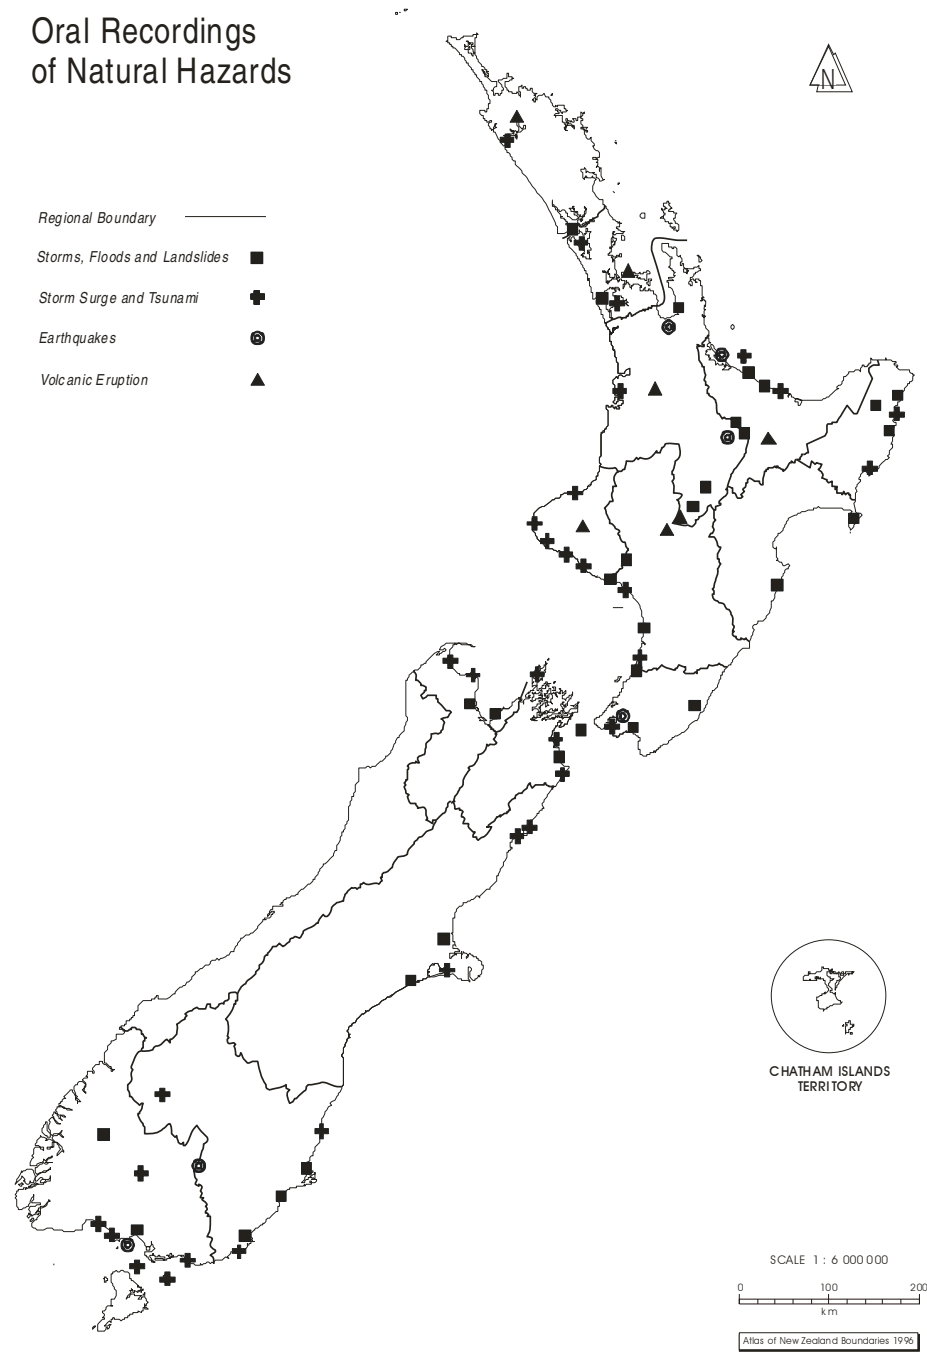 Oral Recordings
of Natural Hazards
N
Regional Boundary
Storms, Floods and Landslides
Storm Surge and Tsunami
Earthquakes
Volcanic Eruption
CHATHAM ISLANDS
TERRITORY
SCALE 1 : 6 000 000
0 100 200
km
Atlas of New Zealand Boundaries 1996